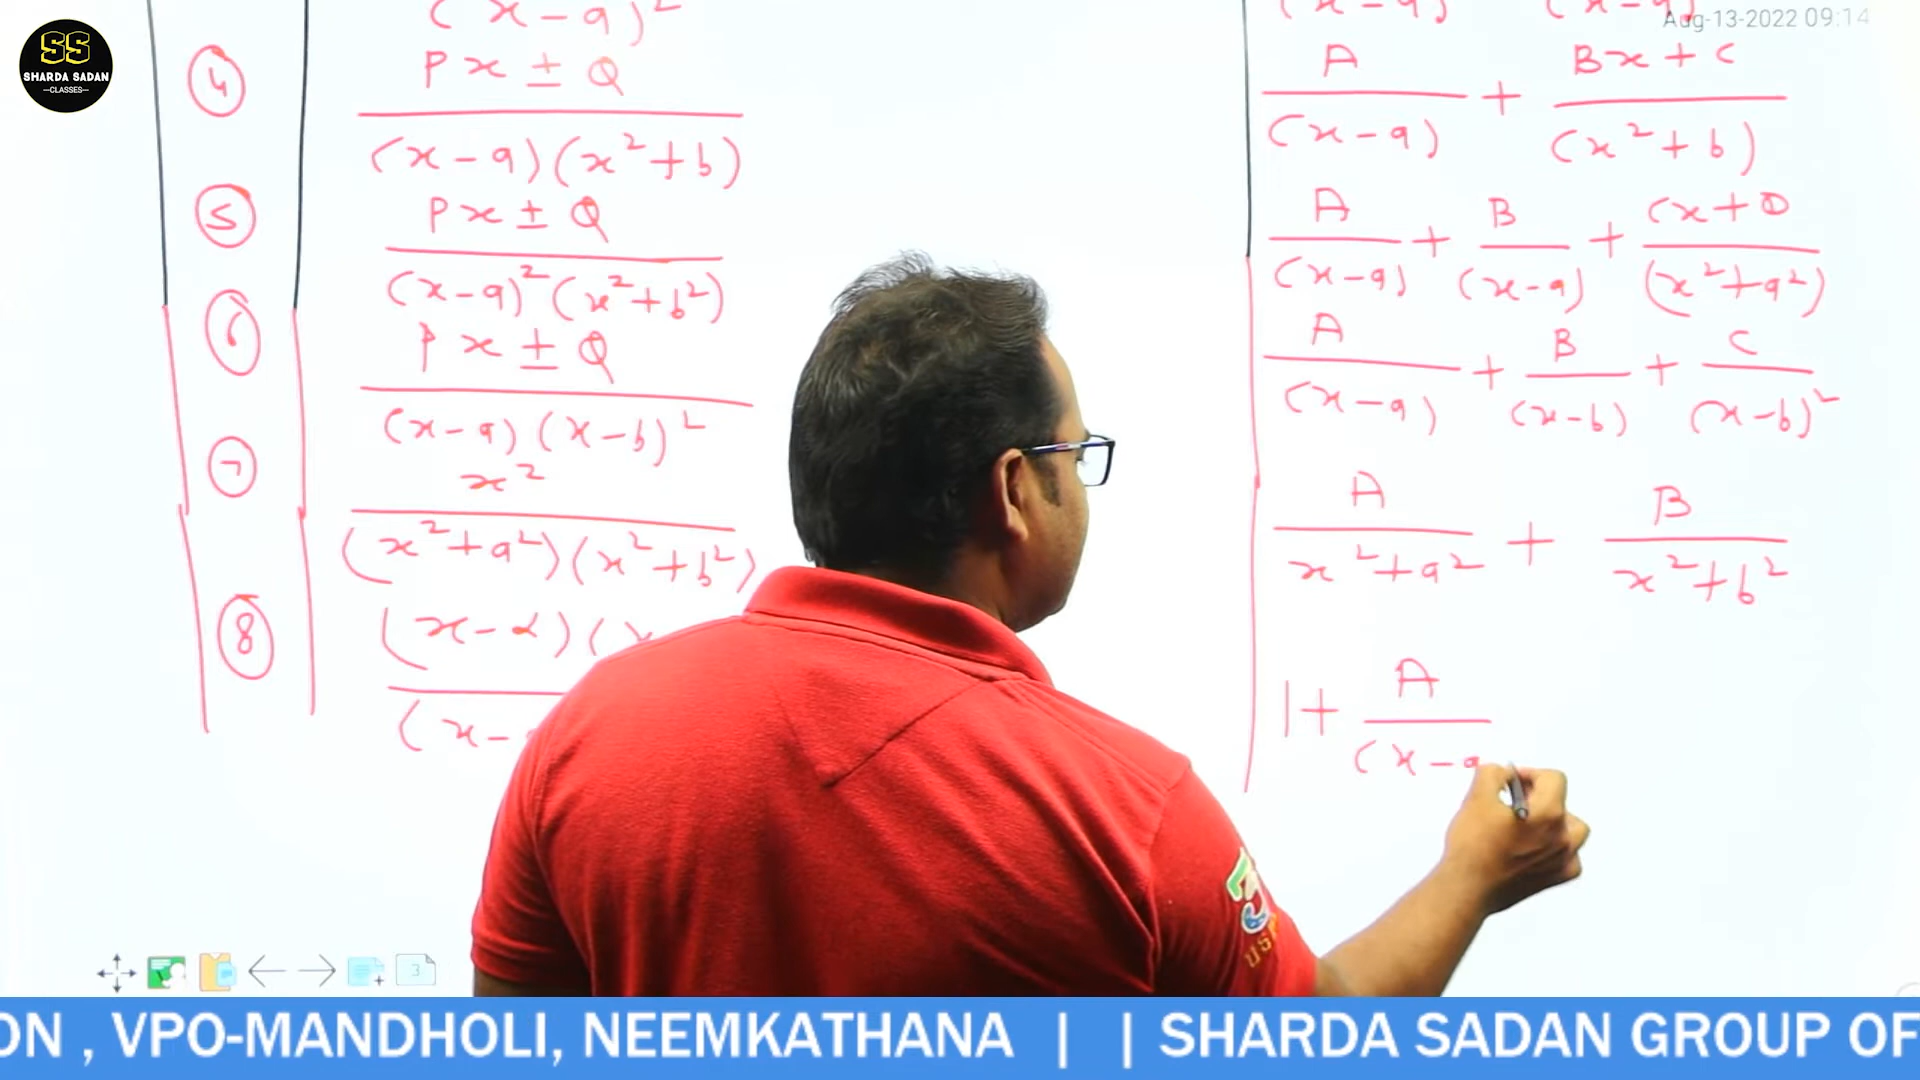 SS
SHARDA SADAN
—CLASSES—
Aug-13-2022 09:14
(x-a)²
(x-a) (x-a)
④ Px ± Q / (x-a)(x²+b)
A/(x-a) + Bx+C/(x²+b)
⑤ Px ± Q / (x-a)²(x²+b²)
A/(x-a) + B/(x-a) + Cx+D/(x²+a²)
⑥ Px ± Q / (x-a)(x-b)²
A/(x-a) + B/(x-b) + C/(x-b)²
⑦ x² / (x²+a²)(x²+b²)
A/x²+a² + B/x²+b²
⑧ (x-α)( / (x-
1+ A/(x-a
3
ON , VPO-MANDHOLI, NEEMKATHANA | | SHARDA SADAN GROUP OF